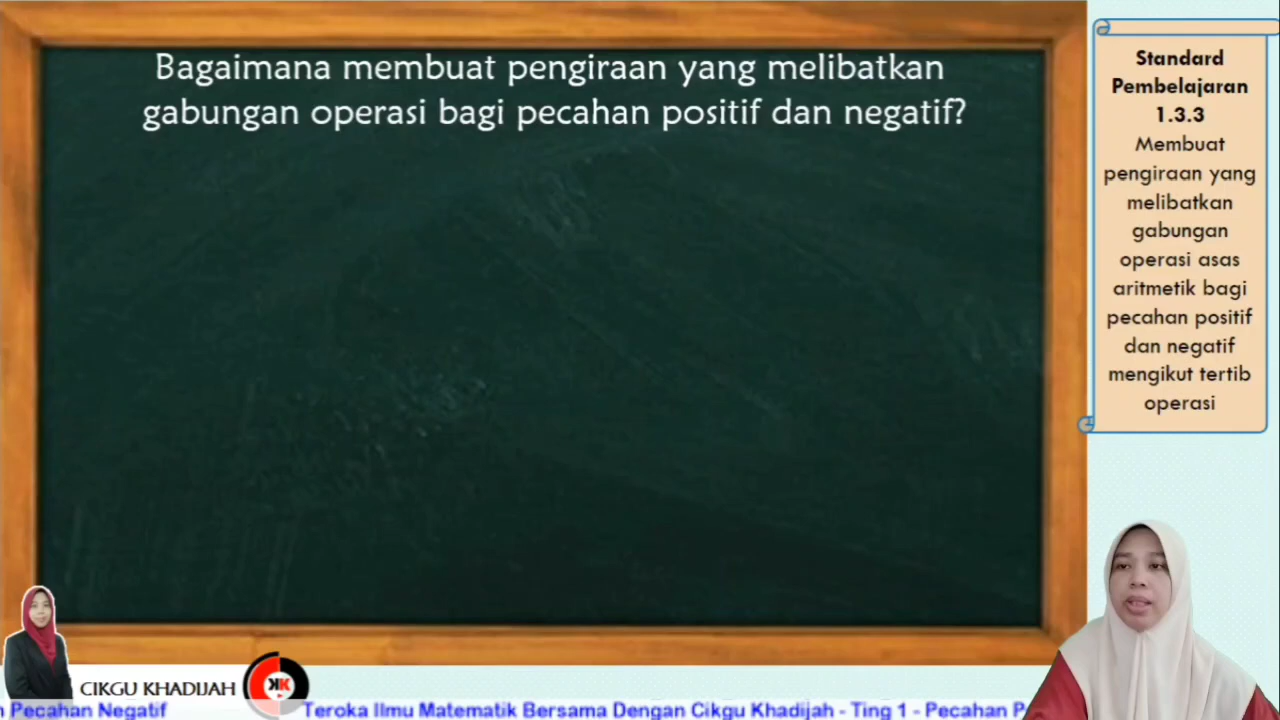 Bagaimana membuat pengiraan yang melibatkan
gabungan operasi bagi pecahan positif dan negatif?
Standard
Pembelajaran
1.3.3
Membuat
pengiraan yang
melibatkan
gabungan
operasi asas
aritmetik bagi
pecahan positif
dan negatif
mengikut tertib
operasi
CIKGU KHADIJAH
Pecahan Negatif
Teroka Ilmu Matematik Bersama Dengan Cikgu Khadijah - Ting 1 - Pecahan